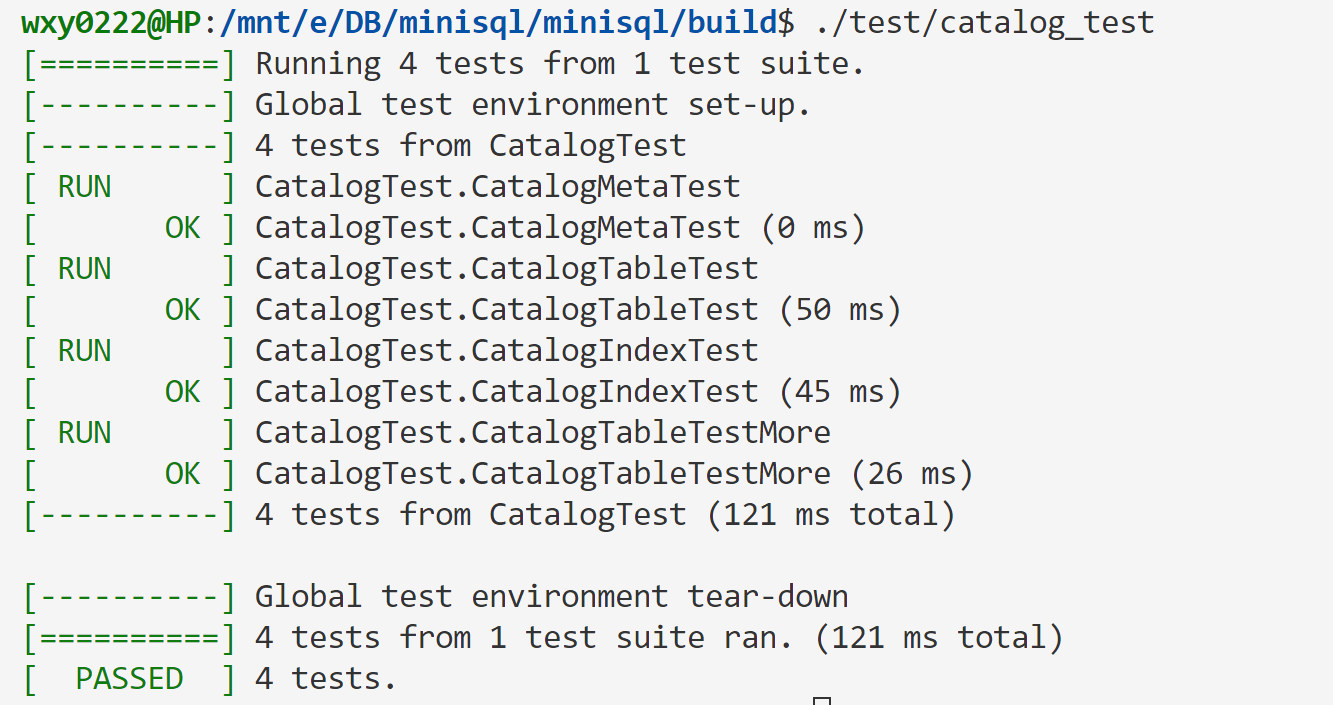 wxy0222@HP:/mnt/e/DB/minisql/minisql/build$ ./test/catalog_test
[==========] Running 4 tests from 1 test suite.
[----------] Global test environment set-up.
[----------] 4 tests from CatalogTest
[ RUN      ] CatalogTest.CatalogMetaTest
[       OK ] CatalogTest.CatalogMetaTest (0 ms)
[ RUN      ] CatalogTest.CatalogTableTest
[       OK ] CatalogTest.CatalogTableTest (50 ms)
[ RUN      ] CatalogTest.CatalogIndexTest
[       OK ] CatalogTest.CatalogIndexTest (45 ms)
[ RUN      ] CatalogTest.CatalogTableTestMore
[       OK ] CatalogTest.CatalogTableTestMore (26 ms)
[----------] 4 tests from CatalogTest (121 ms total)

[----------] Global test environment tear-down
[==========] 4 tests from 1 test suite ran. (121 ms total)
[  PASSED  ] 4 tests.